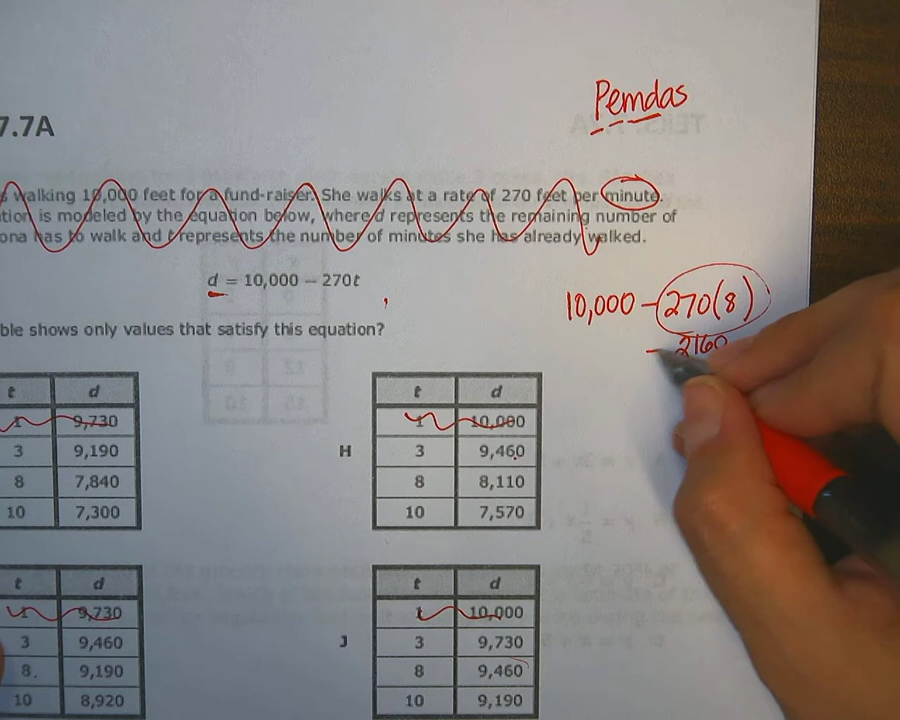 Pemdas
7.7A
s walking 10,000 feet for a fund-raiser. She walks at a rate of 270 feet per minute.
tion is modeled by the equation below, where d represents the remaining number of
ona has to walk and t represents the number of minutes she has already walked.
d = 10,000 − 270t
10,000 − 270(8)
− 2160
ble shows only values that satisfy this equation?
t d
1 9,730
3 9,190
8 7,840
10 7,300
H
t d
1 10,000
3 9,460
8 8,110
10 7,570
t d
1 9,730
3 9,460
8 9,190
10 8,920
J
t d
1 10,000
3 9,730
8 9,460
10 9,190